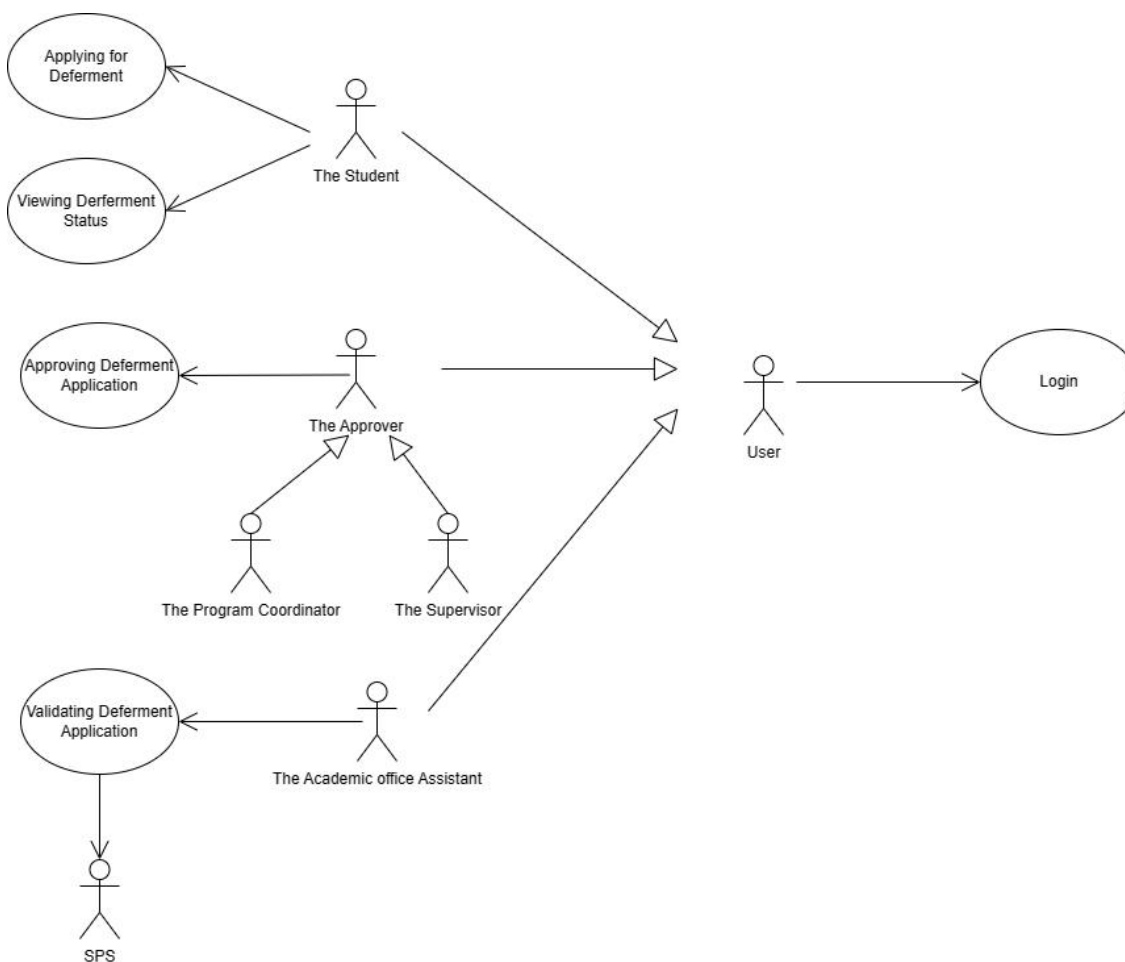 Applying for
Deferment
The Student
Viewing Derferment
Status
Approving Deferment
Application
The Approver
User
Login
The Program Coordinator
The Supervisor
Validating Deferment
Application
The Academic office Assistant
SPS